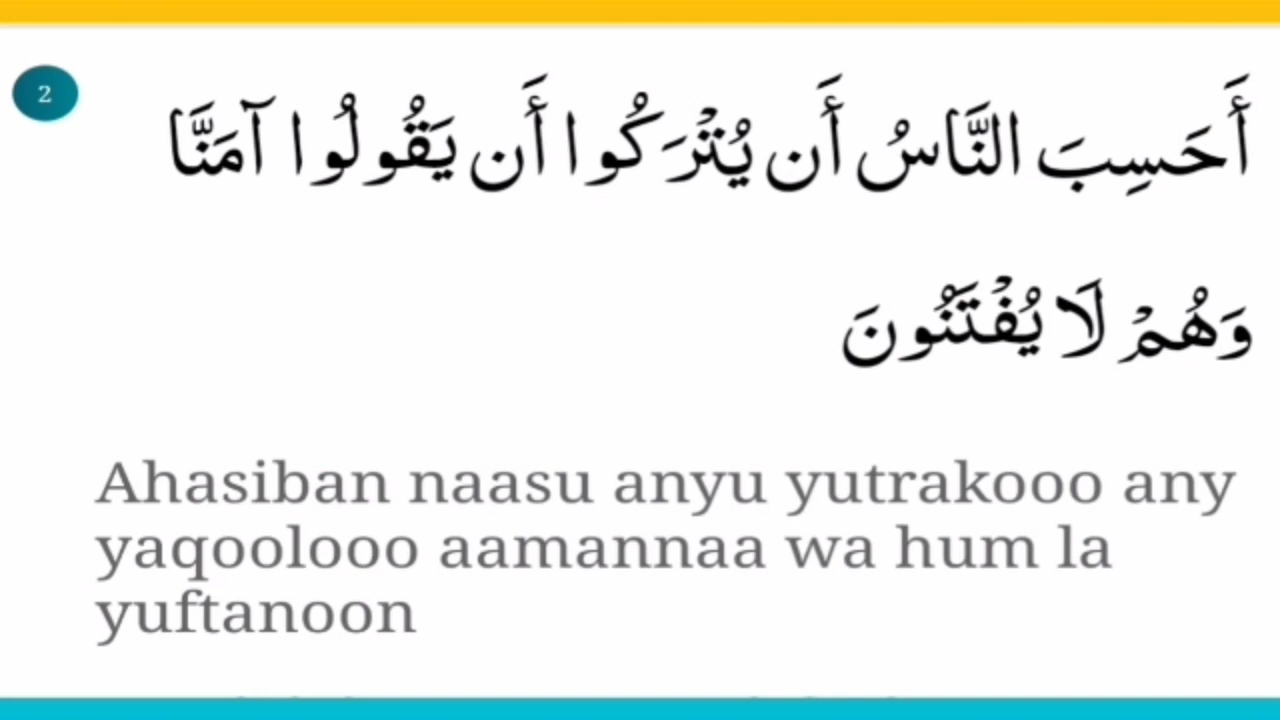 2
أَحَسِبَ النَّاسُ أَن يُتْرَكُوا أَن يَقُولُوا آمَنَّا
وَهُمْ لَا يُفْتَنُونَ
Ahasiban naasu anyu yutrakooo any
yaqoolooo aamannaa wa hum la
yuftanoon